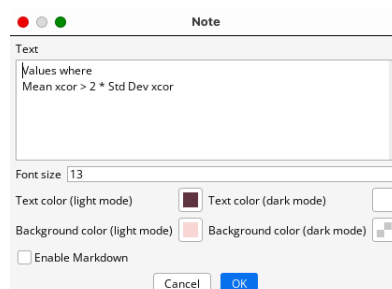 Note
Text
Values where
Mean xcor > 2 * Std Dev xcor
Font size 13
Text color (light mode) Text color (dark mode)
Background color (light mode) Background color (dark mode)
Enable Markdown
Cancel OK